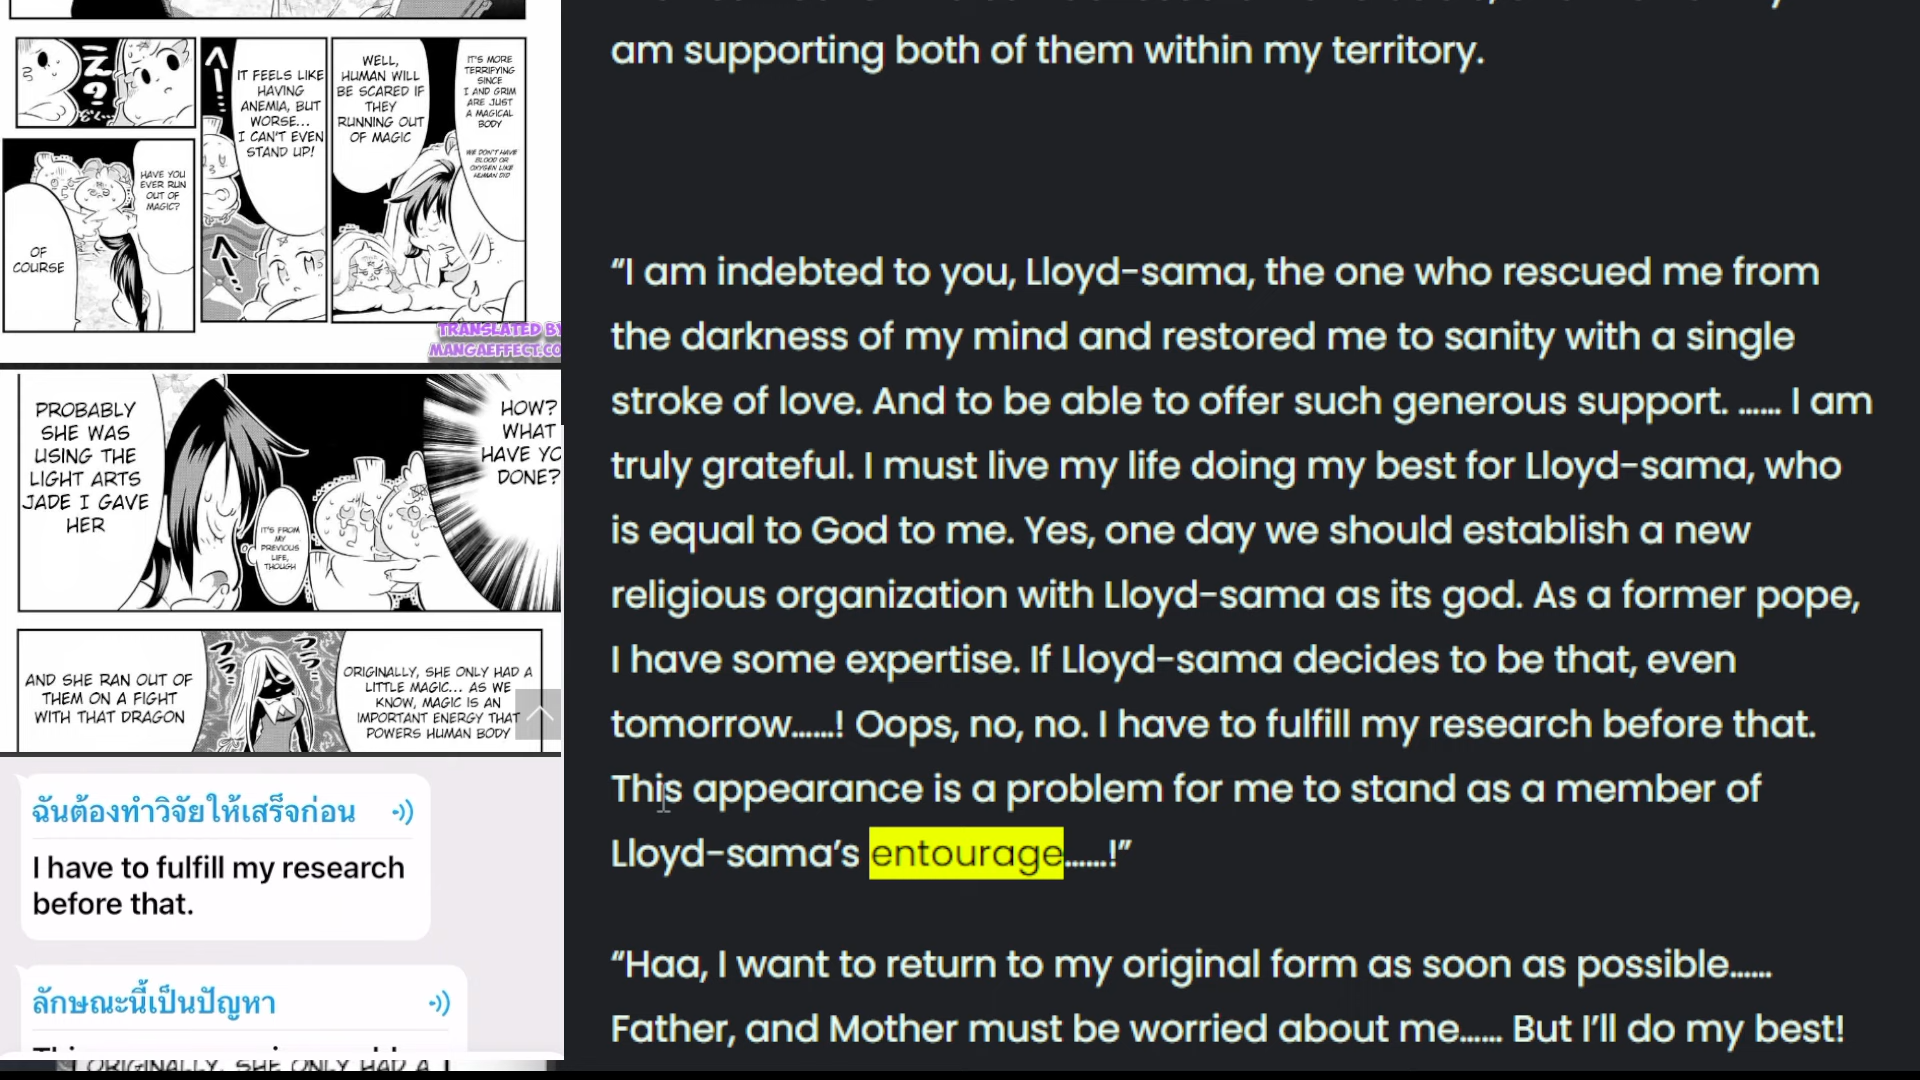 え?
IT FEELS LIKE
HAVING
ANEMIA, BUT
WORSE...
I CAN'T EVEN
STAND UP!
WELL,
HUMAN WILL
BE SCARED IF
THEY
RUNNING OUT
OF MAGIC
IT'S MORE
TERRIFYING
SINCE
I AND GRIM
ARE JUST
A MAGICAL
BODY
WE DON'T HAVE
BLOOD OR
OXYGEN LIKE
HUMAN DID
HAVE YOU
EVER RUN
OUT OF
MAGIC?
OF
COURSE
TRANSLATED BY
MANGAEFFECT.CO
PROBABLY
SHE WAS
USING THE
LIGHT ARTS
JADE I GAVE
HER
IT'S FROM
MY
PREVIOUS
LIFE,
THOUGH
HOW?
WHAT
HAVE YO
DONE?
AND SHE RAN OUT OF
THEM ON A FIGHT
WITH THAT DRAGON
ORIGINALLY, SHE ONLY HAD A
LITTLE MAGIC... AS WE
KNOW, MAGIC IS AN
IMPORTANT ENERGY THAT
POWERS HUMAN BODY
ฉันต้องทำวิจัยให้เสร็จก่อน
I have to fulfill my research
before that.
ลักษณะนี้เป็นปัญหา
ORIGINALLY, SHE ONLY HAD A
am supporting both of them within my territory.
“I am indebted to you, Lloyd-sama, the one who rescued me from
the darkness of my mind and restored me to sanity with a single
stroke of love. And to be able to offer such generous support. …… I am
truly grateful. I must live my life doing my best for Lloyd-sama, who
is equal to God to me. Yes, one day we should establish a new
religious organization with Lloyd-sama as its god. As a former pope,
I have some expertise. If Lloyd-sama decides to be that, even
tomorrow……! Oops, no, no. I have to fulfill my research before that.
This appearance is a problem for me to stand as a member of
Lloyd-sama’s entourage……!”
“Haa, I want to return to my original form as soon as possible……
Father, and Mother must be worried about me…… But I’ll do my best!